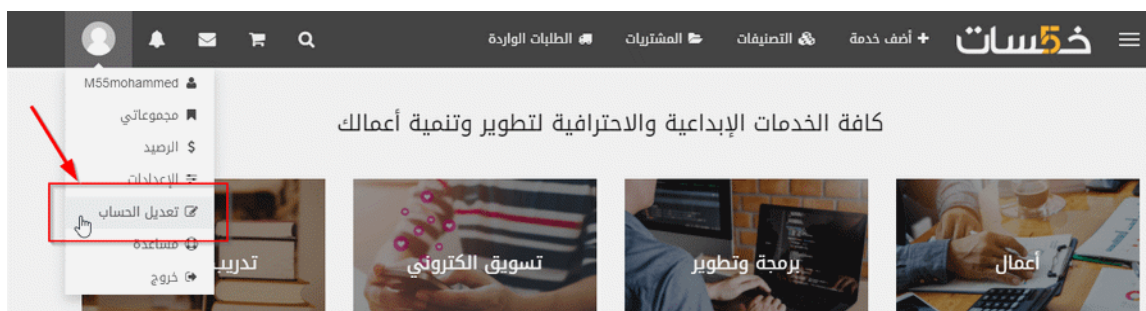 خمسات
أضف خدمة
التصنيفات
المشتريات
الطلبات الواردة
M55mohammed
مجموعاتي
$ الرصيد
الإعدادات
تعديل الحساب
مساعدة
خروج
كافة الخدمات الإبداعية والاحترافية لتطوير وتنمية أعمالك
أعمال
برمجة وتطوير
تسويق الكتروني